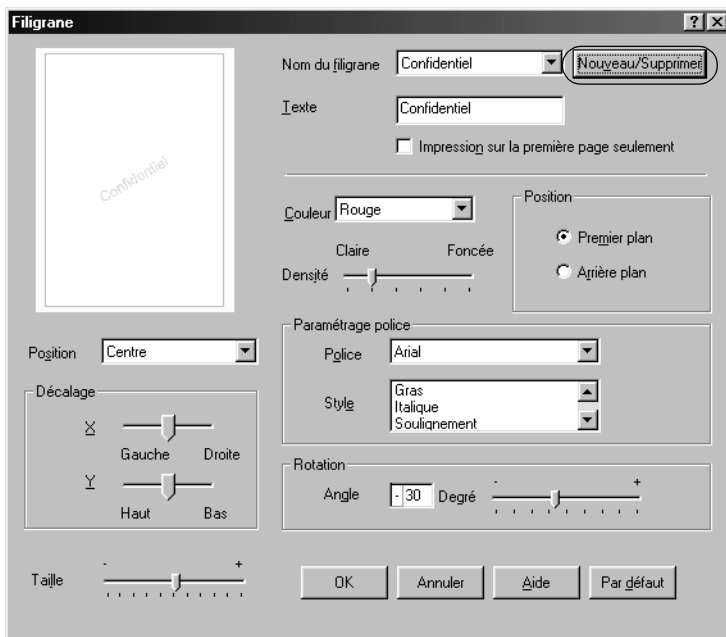 Filigrane
Confidentiel
Nom du filigrane Confidentiel Nouveau/Supprimer
Texte Confidentiel
Impression sur la première page seulement
Couleur Rouge
Claire Foncée
Densité
Position
Premier plan
Arrière plan
Position Centre
Décalage
X
Gauche Droite
Y
Haut Bas
Taille - +
Paramétrage police
Police Arial
Style Gras
Italique
Soulignement
Rotation
Angle -30 Degré - +
OK Annuler Aide Par défaut